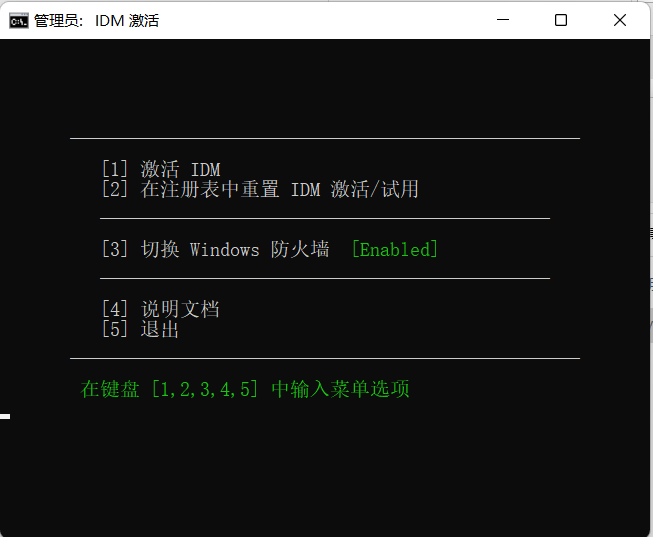 管理员: IDM 激活
[1] 激活 IDM
[2] 在注册表中重置 IDM 激活/试用
[3] 切换 Windows 防火墙 [Enabled]
[4] 说明文档
[5] 退出
在键盘 [1,2,3,4,5] 中输入菜单选项